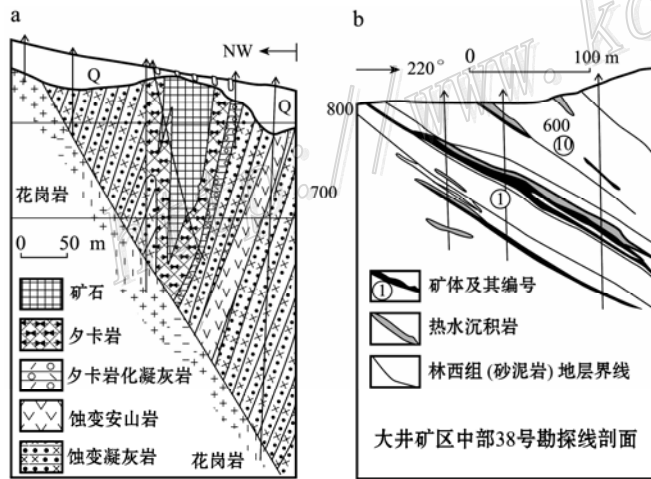 a
NW
Q
Q
花岗岩
700
0 50 m
矿石
夕卡岩
夕卡岩化凝灰岩
蚀变安山岩
蚀变凝灰岩
花岗岩
b
220°
0 100 m
800
600
⑩
①
① 矿体及其编号
热水沉积岩
林西组(砂泥岩)地层界线
大井矿区中部38号勘探线剖面
www. kc